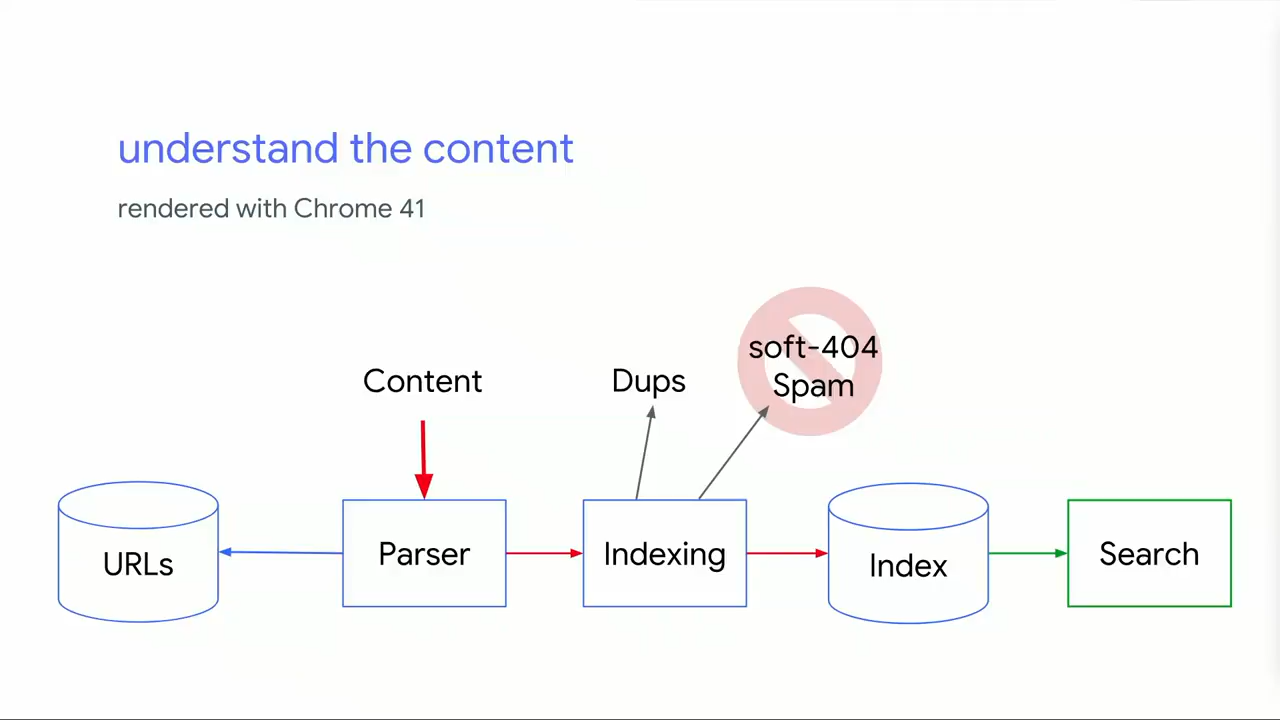 understand the content
rendered with Chrome 41
Content
Dups
soft-404
Spam
URLs
Parser
Indexing
Index
Search